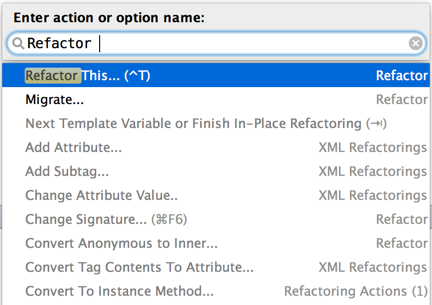 Enter action or option name:
Refactor
Refactor This... (^T) Refactor
Migrate... Refactor
Next Template Variable or Finish In-Place Refactoring (⇥)
Add Attribute... XML Refactorings
Add Subtag... XML Refactorings
Change Attribute Value.. XML Refactorings
Change Signature... (⌘F6) Refactor
Convert Anonymous to Inner... Refactor
Convert Tag Contents To Attribute... XML Refactorings
Convert To Instance Method... Refactoring Actions (1)